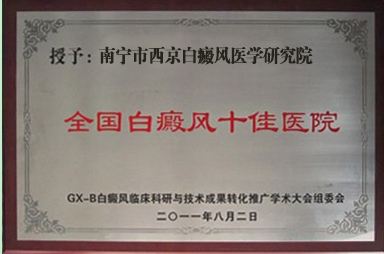 授予：南宁市西京白癜风医学研究院
全国白癜风十佳医院
GX-B白癜风临床科研与技术成果转化推广学术大会组委会
二〇一一年八月二日